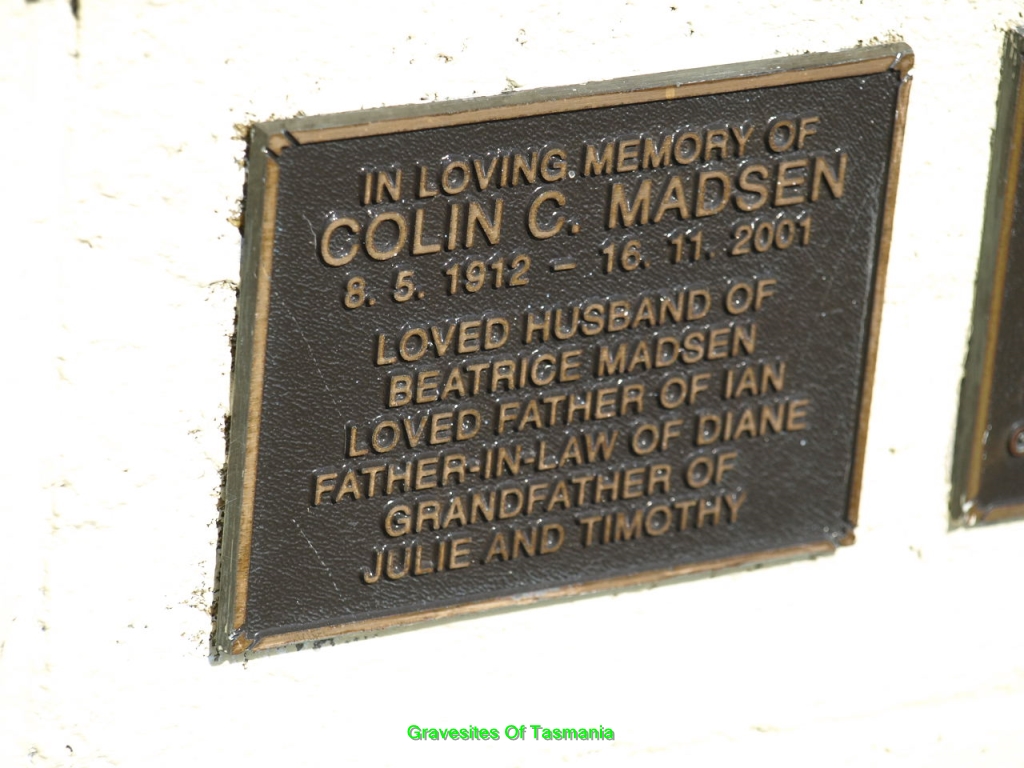 IN LOVING MEMORY OF
COLIN C. MADSEN
8. 5. 1912 – 16. 11. 2001
LOVED HUSBAND OF
BEATRICE MADSEN
LOVED FATHER OF IAN
FATHER-IN-LAW OF DIANE
GRANDFATHER OF
JULIE AND TIMOTHY
Gravesites Of Tasmania